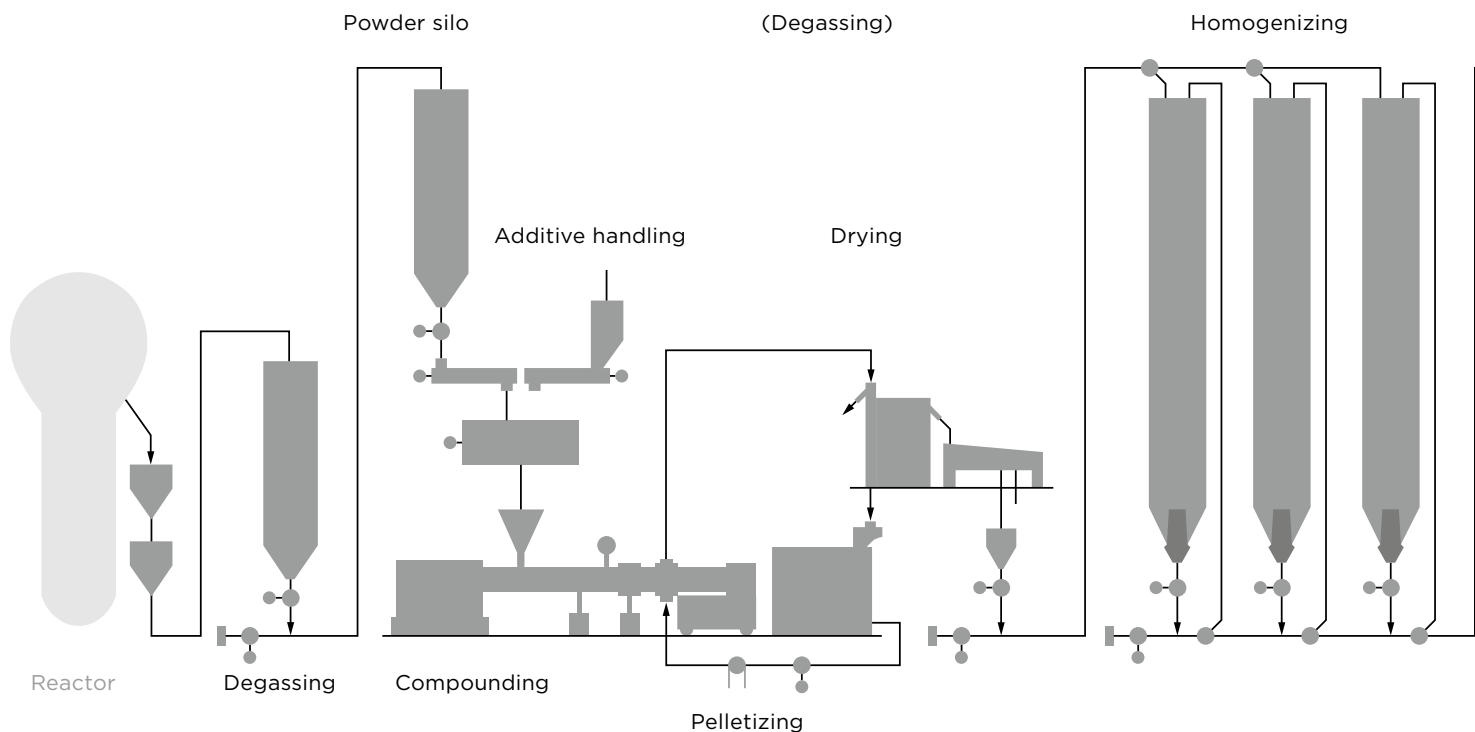 Powder silo
(Degassing)
Homogenizing
Additive handling
Drying
Reactor
Degassing
Compounding
Pelletizing